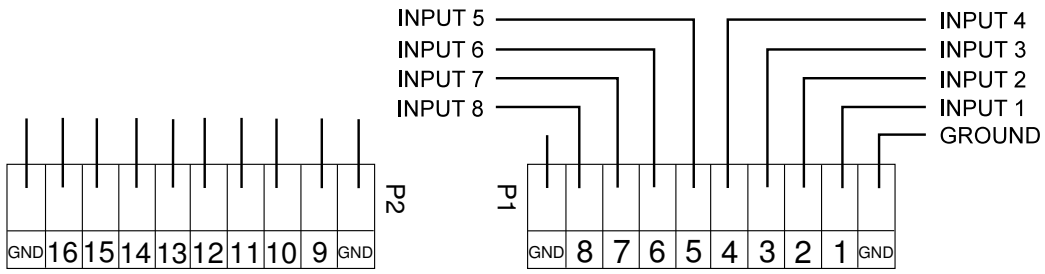 INPUT 5
INPUT 6
INPUT 7
INPUT 8
INPUT 4
INPUT 3
INPUT 2
INPUT 1
GROUND
P2
GND 16 15 14 13 12 11 10 9 GND
P1
GND 8 7 6 5 4 3 2 1 GND